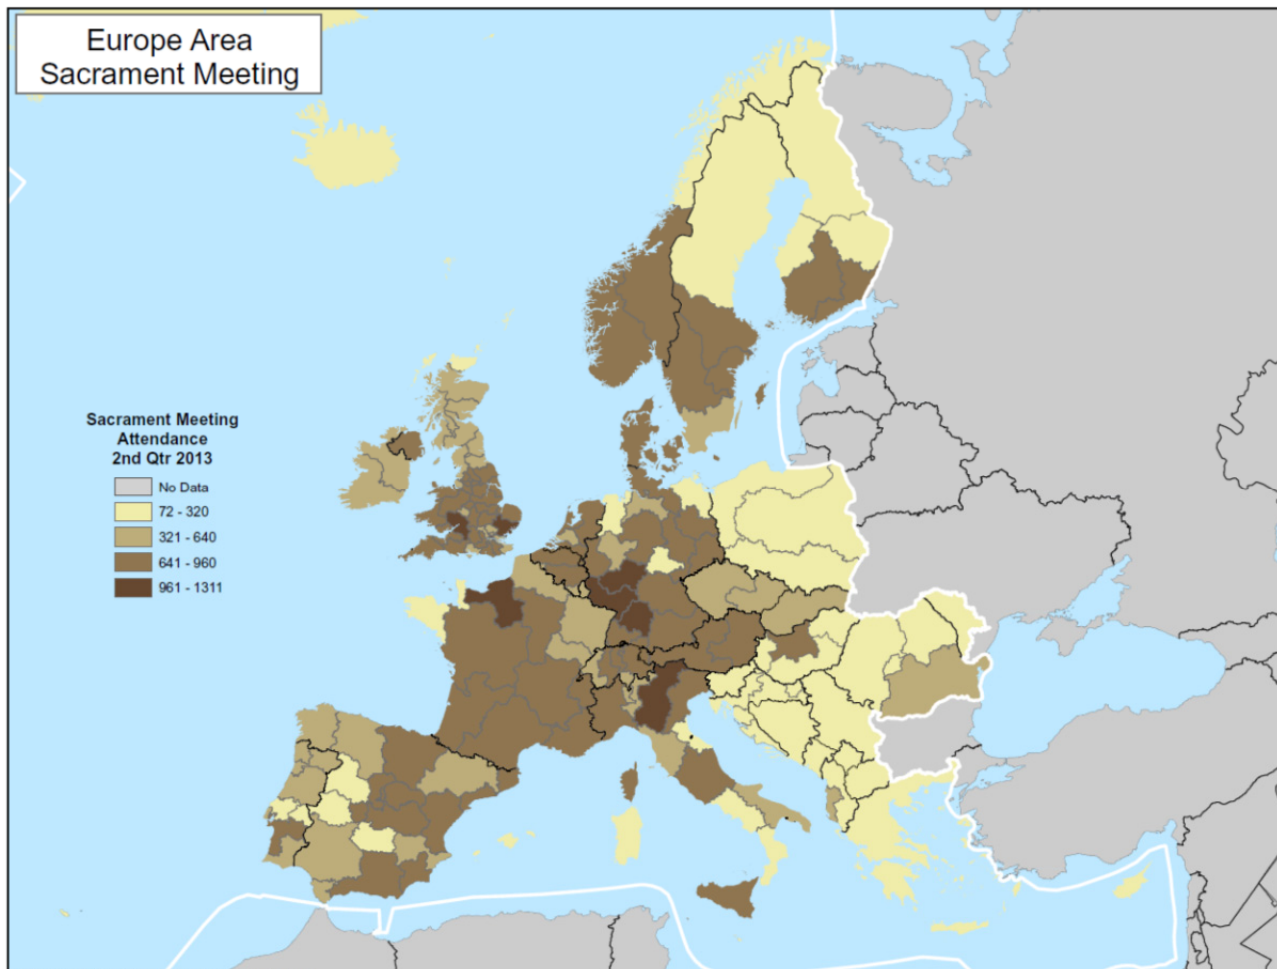 Europe Area
Sacrament Meeting
Sacrament Meeting
Attendance
2nd Qtr 2013
No Data
72 - 320
321 - 640
641 - 960
961 - 1311